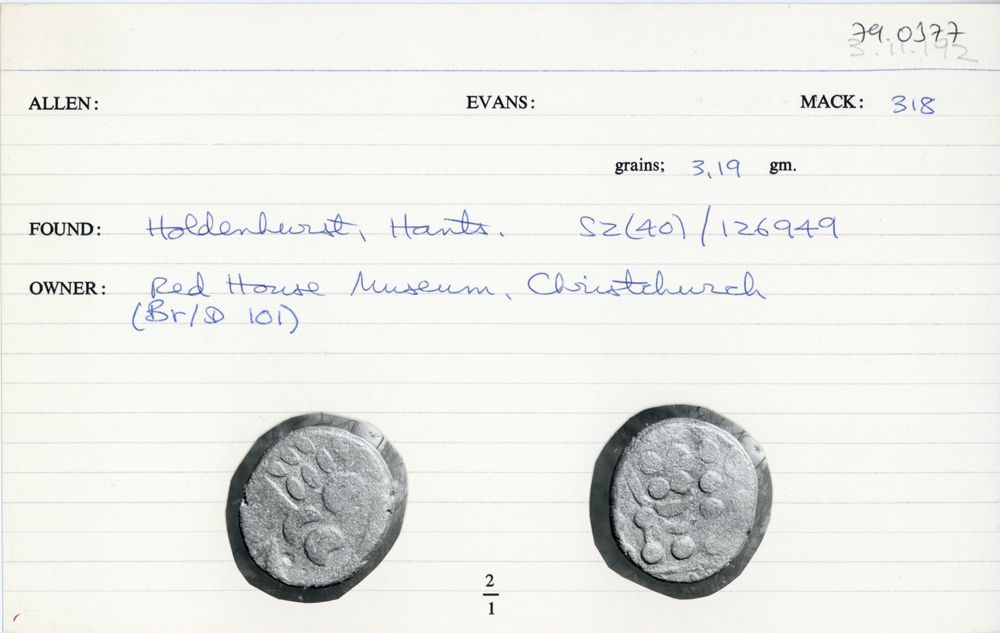 79.0377
3.11.192
ALLEN: EVANS: MACK: 318
grains; 3,19 gm.
FOUND: Holdenhurst, Hants. SZ(40)/126949
OWNER: Red House Museum, Christchurch
(Br/D 101)
2
1